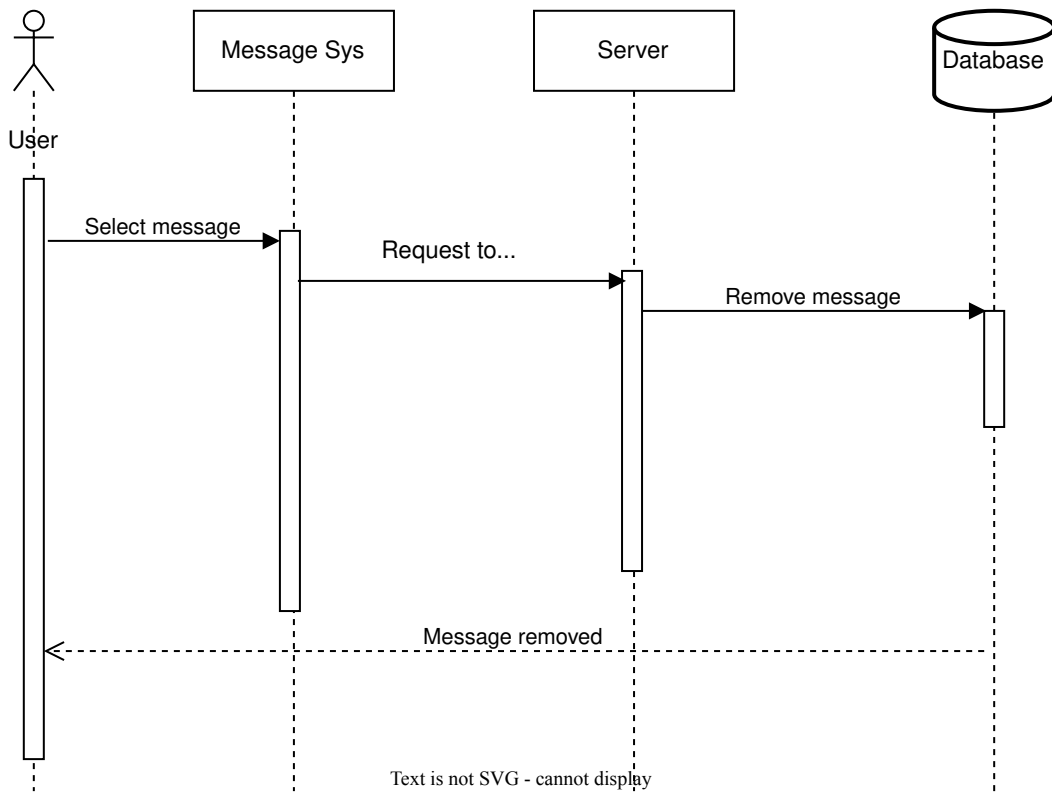 Message Sys
Server
Database
User
Select message
Request to...
Remove message
Message removed
Text is not SVG - cannot display